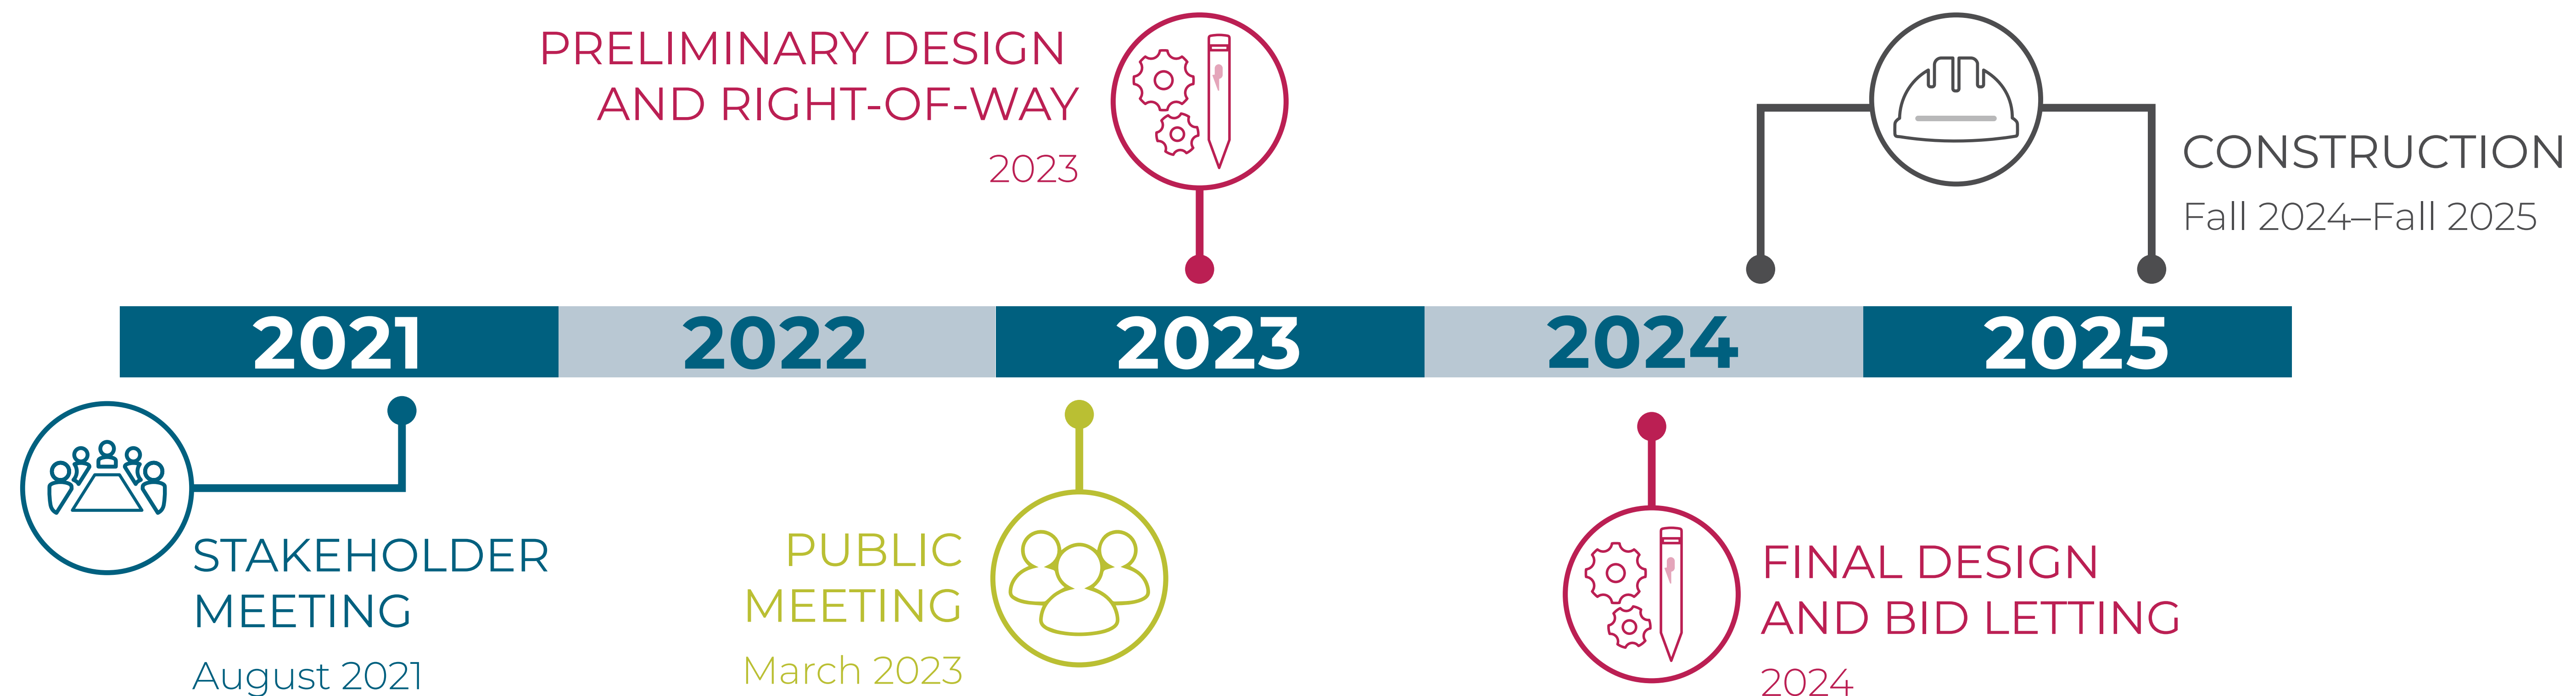 PRELIMINARY DESIGN
AND RIGHT-OF-WAY
2023
CONSTRUCTION
Fall 2024–Fall 2025
2021
2022
2023
2024
2025
STAKEHOLDER
MEETING
August 2021
PUBLIC
MEETING
March 2023
FINAL DESIGN
AND BID LETTING
2024